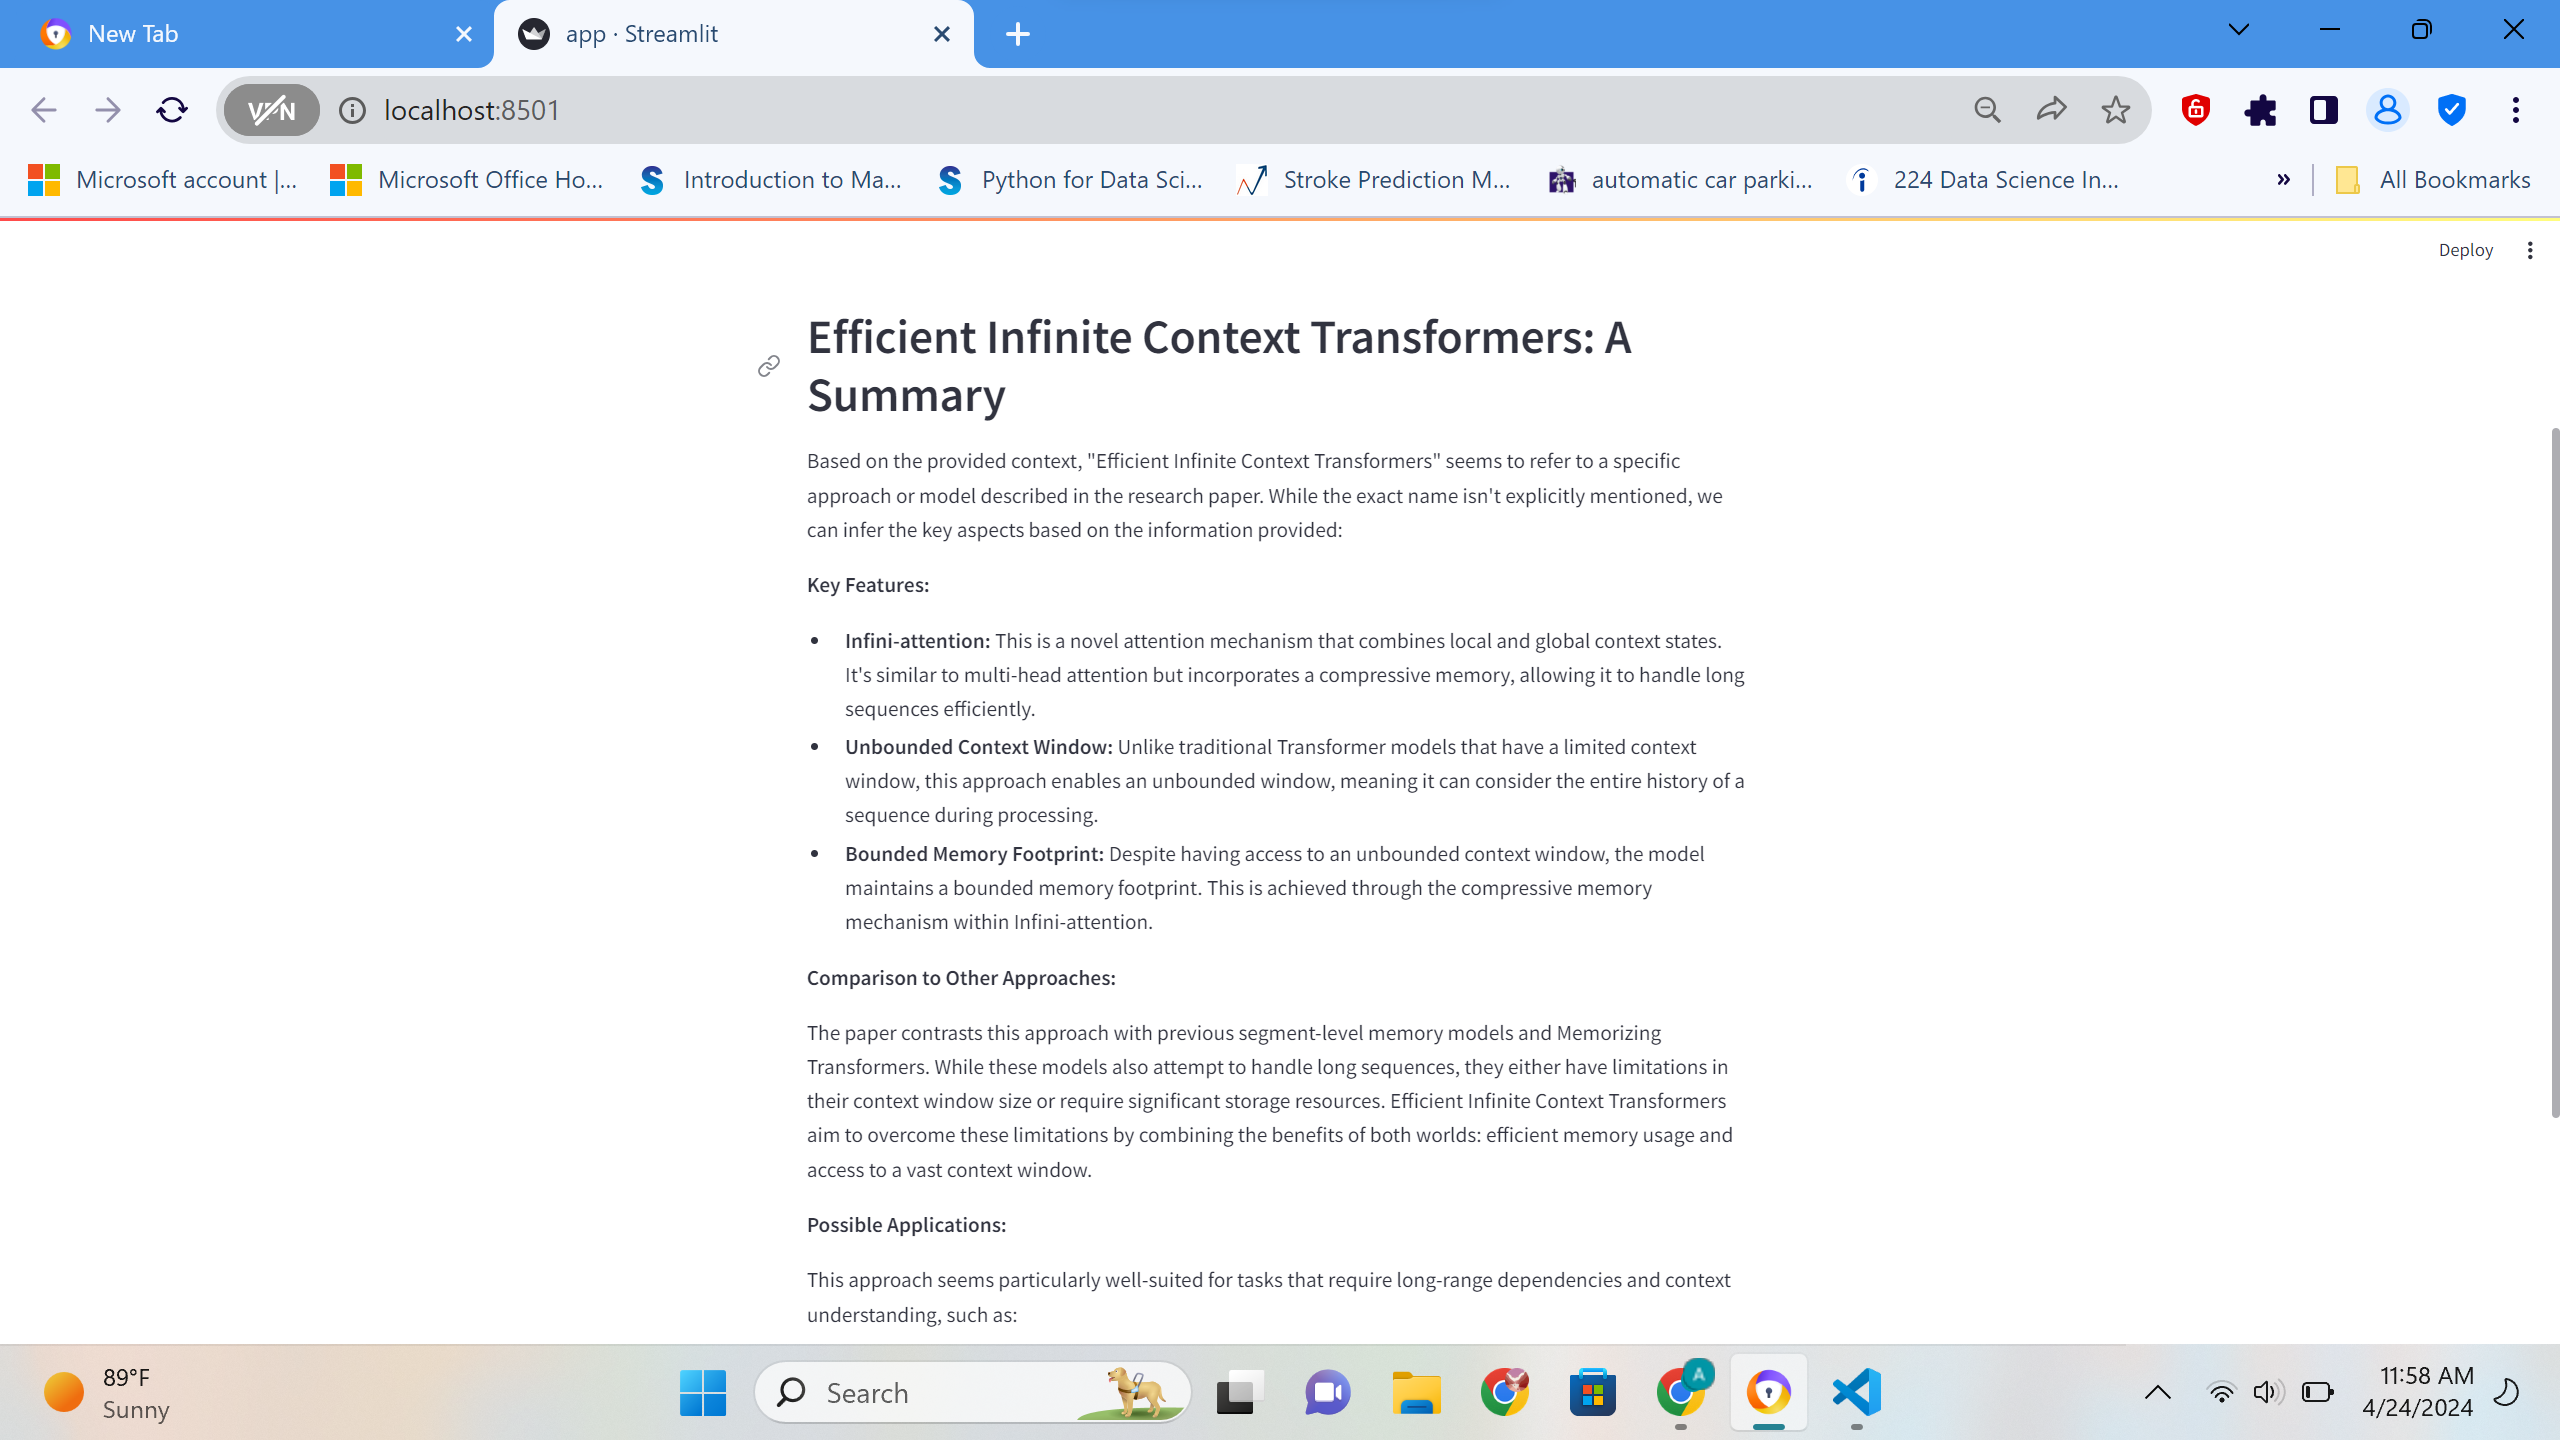 New Tab
app · Streamlit
VPN
localhost:8501
Microsoft account |...
Microsoft Office Ho...
Introduction to Ma...
Python for Data Sci...
Stroke Prediction M...
automatic car parki...
224 Data Science In...
»
All Bookmarks
Deploy
Efficient Infinite Context Transformers: A
Summary
Based on the provided context, "Efficient Infinite Context Transformers" seems to refer to a specific
approach or model described in the research paper. While the exact name isn't explicitly mentioned, we
can infer the key aspects based on the information provided:
Key Features:
• Infini-attention: This is a novel attention mechanism that combines local and global context states.
It's similar to multi-head attention but incorporates a compressive memory, allowing it to handle long
sequences efficiently.
• Unbounded Context Window: Unlike traditional Transformer models that have a limited context
window, this approach enables an unbounded window, meaning it can consider the entire history of a
sequence during processing.
• Bounded Memory Footprint: Despite having access to an unbounded context window, the model
maintains a bounded memory footprint. This is achieved through the compressive memory
mechanism within Infini-attention.
Comparison to Other Approaches:
The paper contrasts this approach with previous segment-level memory models and Memorizing
Transformers. While these models also attempt to handle long sequences, they either have limitations in
their context window size or require significant storage resources. Efficient Infinite Context Transformers
aim to overcome these limitations by combining the benefits of both worlds: efficient memory usage and
access to a vast context window.
Possible Applications:
This approach seems particularly well-suited for tasks that require long-range dependencies and context
understanding, such as:
89°F
Sunny
Search
A
11:58 AM
4/24/2024